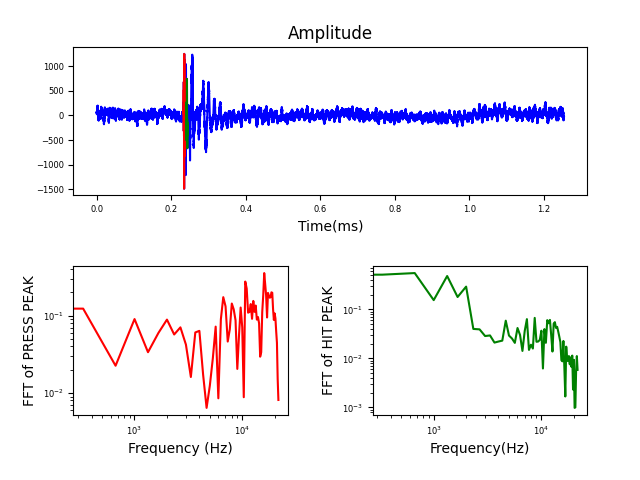 Amplitude
1000
500
0
−500
−1000
−1500
0.0 0.2 0.4 0.6 0.8 1.0 1.2
Time(ms)
FFT of PRESS PEAK
10⁻¹
10⁻²
10³ 10⁴
Frequency (Hz)
FFT of HIT PEAK
10⁻¹
10⁻²
10⁻³
10³ 10⁴
Frequency(Hz)